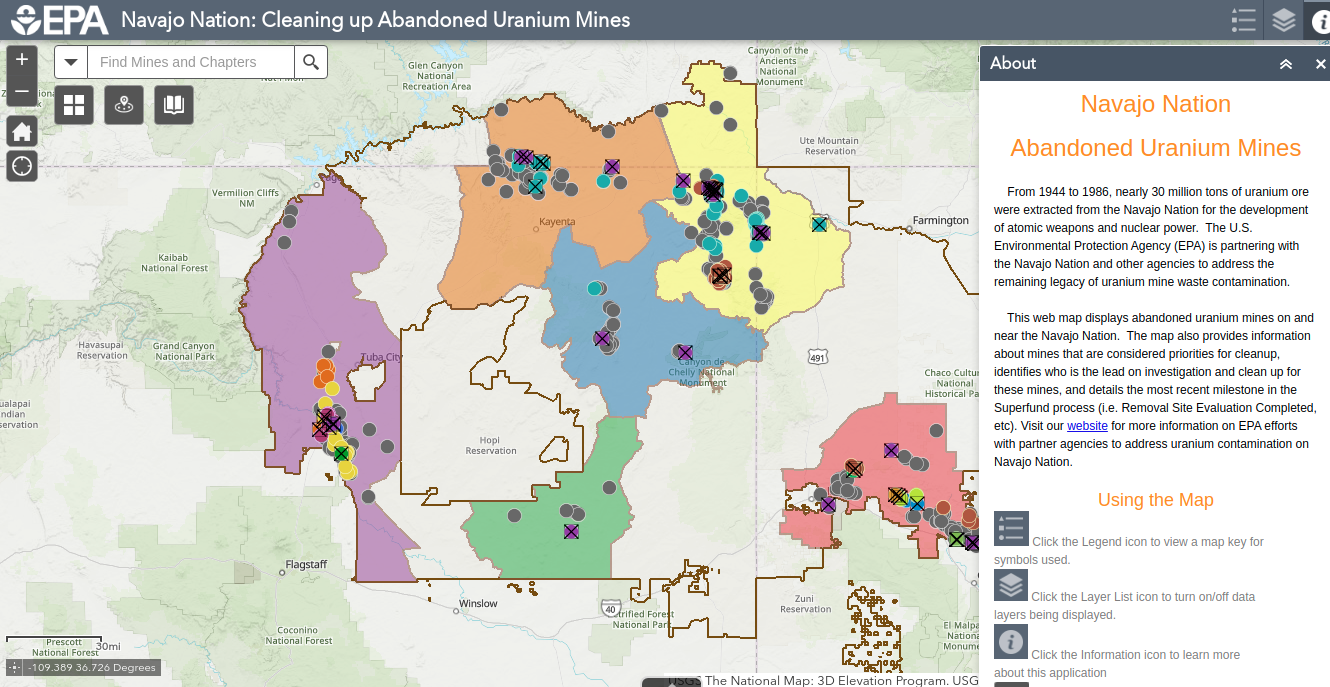 EPA Navajo Nation: Cleaning up Abandoned Uranium Mines
Find Mines and Chapters
Glen Canyon
National
Recreation Area
Canyon of the
Ancients
National
Monument
Ute Mountain
Reservation
Vermilion Cliffs
NM
Kayenta
Farmington
Kaibab
National Forest
Havasupai
Reservation
Grand Canyon
National Park
Tuba City
491
Canyon de
Chelly National
Monument
Chaco Cultur
National
Historical Pa
ualapai
ndian
servation
Hopi
Reservation
Flagstaff
Winslow
40
trified Forest
National Park
Zuni
Reservation
El Malpa
Nationa
Monume
Coconino
National Forest
Prescott
National Forest
30mi
-109.389 36.726 Degrees
USGS The National Map: 3D Elevation Program. USG
About
Navajo Nation
Abandoned Uranium Mines
From 1944 to 1986, nearly 30 million tons of uranium ore
were extracted from the Navajo Nation for the development
of atomic weapons and nuclear power. The U.S.
Environmental Protection Agency (EPA) is partnering with
the Navajo Nation and other agencies to address the
remaining legacy of uranium mine waste contamination.
This web map displays abandoned uranium mines on and
near the Navajo Nation. The map also provides information
about mines that are considered priorities for cleanup,
identifies who is the lead on investigation and clean up for
these mines, and details the most recent milestone in the
Superfund process (i.e. Removal Site Evaluation Completed,
etc). Visit our website for more information on EPA efforts
with partner agencies to address uranium contamination on
Navajo Nation.
Using the Map
Click the Legend icon to view a map key for
symbols used.
Click the Layer List icon to turn on/off data
layers being displayed.
Click the Information icon to learn more
about this application